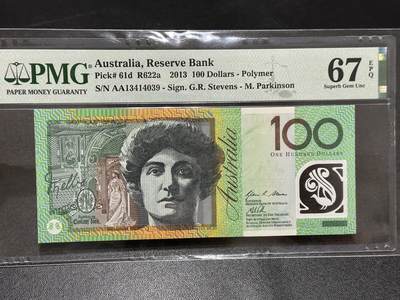 PMG
PAPER MONEY GUARANTY
Australia, Reserve Bank
Pick# 61d R622a 2013 100 Dollars - Polymer
S/N AA13414039 - Sign. G.R. Stevens - M. Parkinson
67
EPQ
Superb Gem Unc
100
ONE HUNDRED DOLLARS
Australia